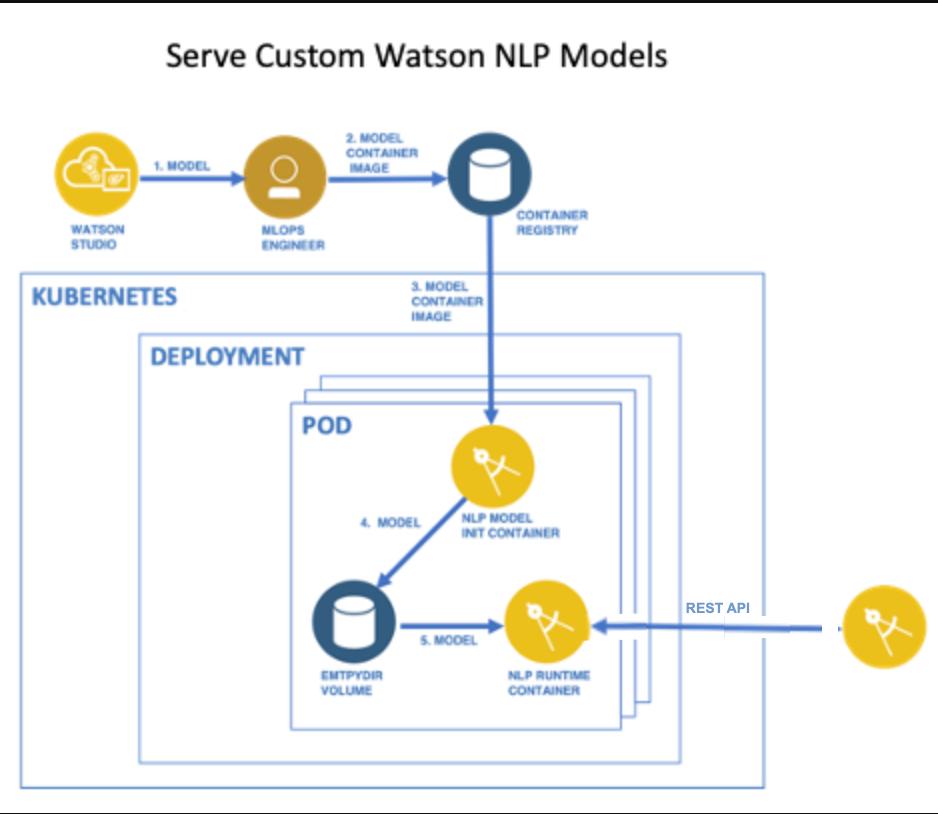 Serve Custom Watson NLP Models
1. MODEL
2. MODEL
CONTAINER
IMAGE
WATSON
STUDIO
MLOPS
ENGINEER
CONTAINER
REGISTRY
KUBERNETES
3. MODEL
CONTAINER
IMAGE
DEPLOYMENT
POD
4. MODEL
NLP MODEL
INIT CONTAINER
REST API
5. MODEL
EMTPYDIR
VOLUME
NLP RUNTIME
CONTAINER